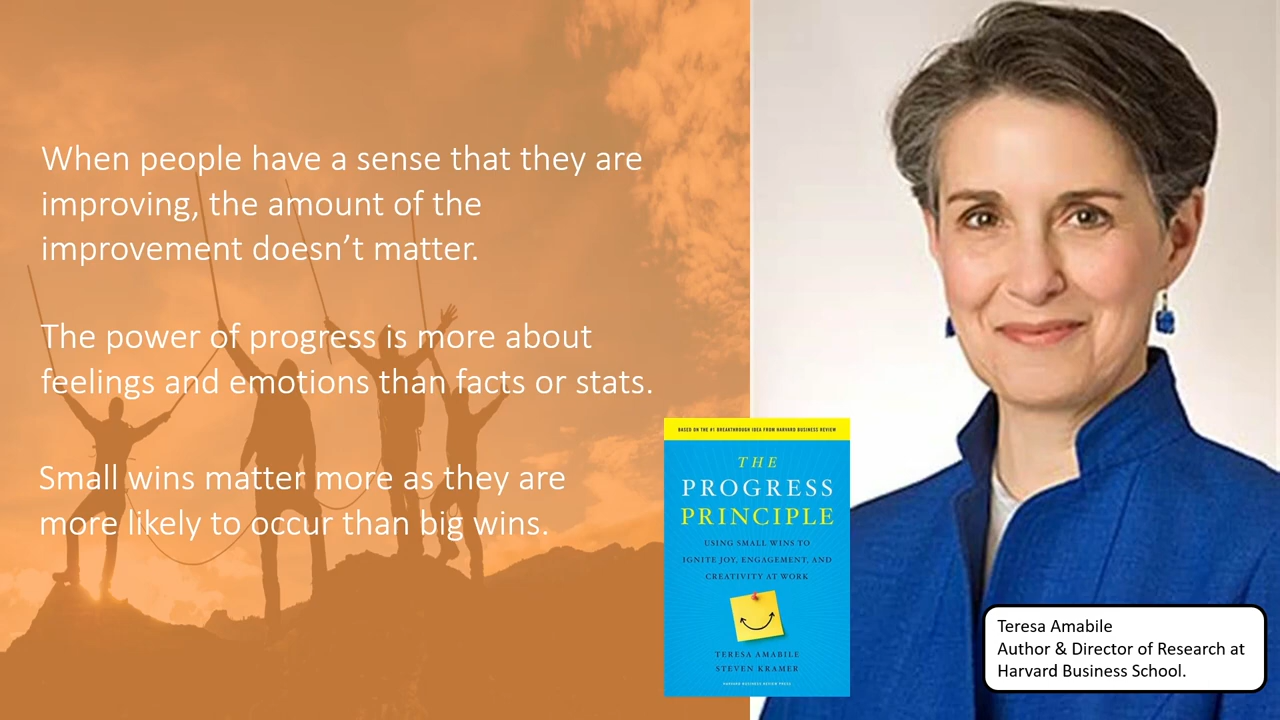 When people have a sense that they are
improving, the amount of the
improvement doesn’t matter.
The power of progress is more about
feelings and emotions than facts or stats.
Small wins matter more as they are
more likely to occur than big wins.
BASED ON THE #1 BREAKTHROUGH IDEA FROM HARVARD BUSINESS REVIEW
THE
PROGRESS
PRINCIPLE
USING SMALL WINS TO
IGNITE JOY, ENGAGEMENT, AND
CREATIVITY AT WORK
TERESA AMABILE
STEVEN KRAMER
HARVARD BUSINESS REVIEW PRESS
Teresa Amabile
Author & Director of Research at
Harvard Business School.